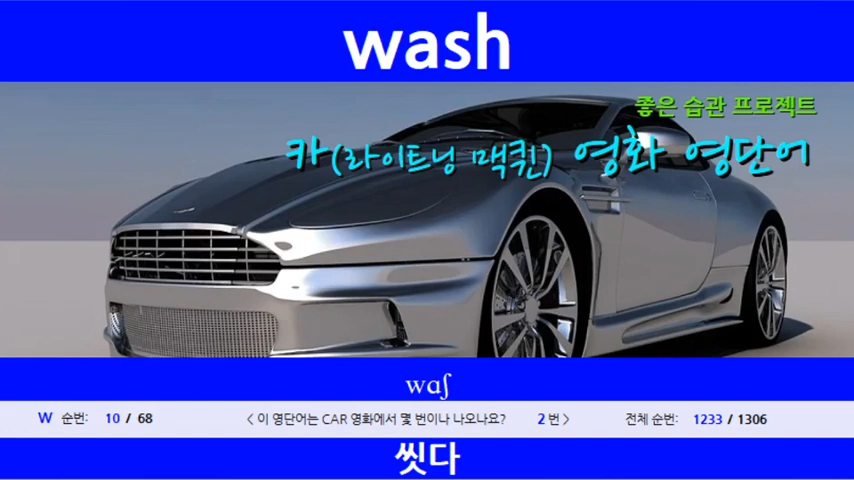 wash
좋은 습관 프로젝트
카(라이트닝 맥퀸) 영화 영단어
wɑʃ
W 순번: 10 / 68 < 이 영단어는 CAR 영화에서 몇 번이나 나오나요? 2 번 > 전체 순번: 1233 / 1306
씻다